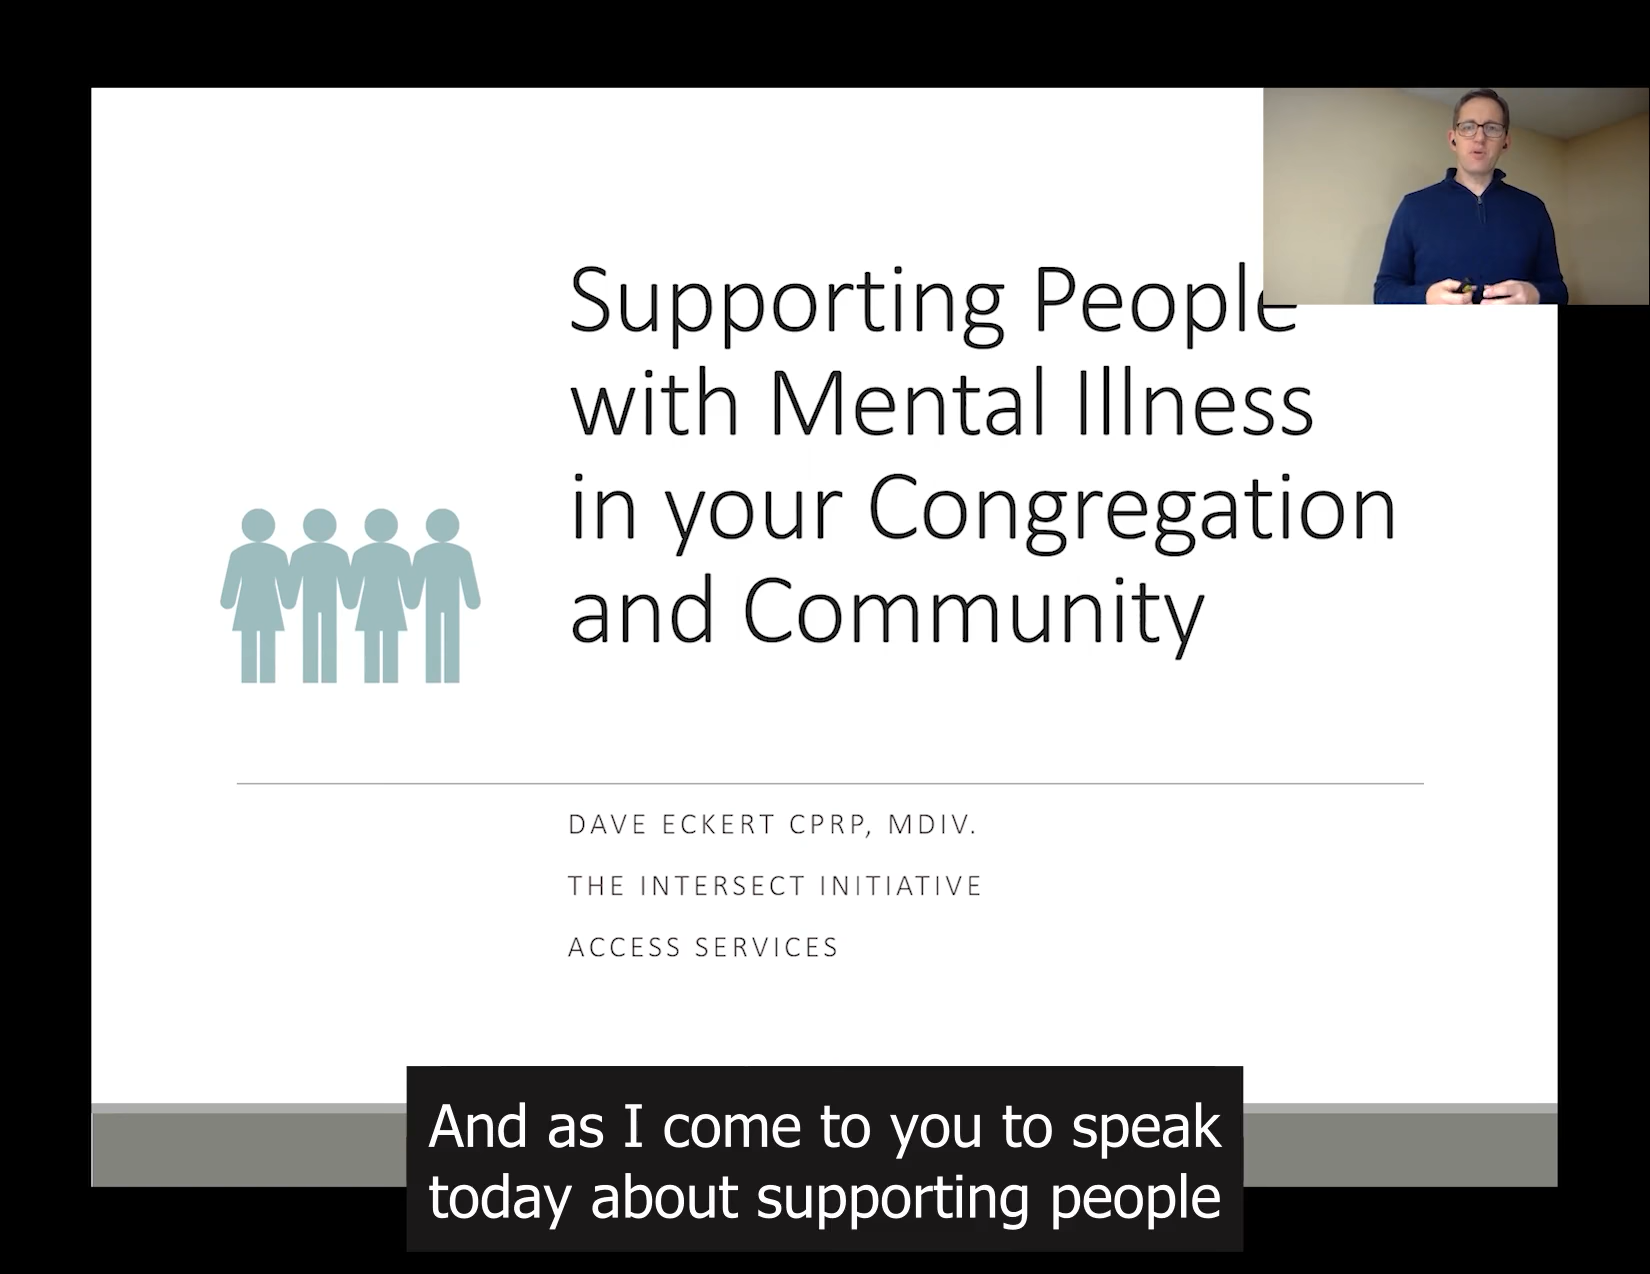 Supporting People
with Mental Illness
in your Congregation
and Community
DAVE ECKERT CPRP, MDIV.
THE INTERSECT INITIATIVE
ACCESS SERVICES
And as I come to you to speak
today about supporting people